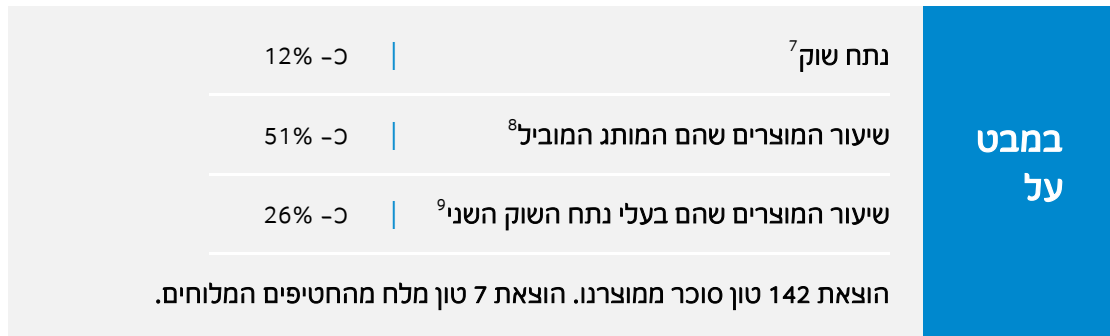 במבט
על
נתח שוק7 | כ- 12%
שיעור המוצרים שהם המותג המוביל8 | כ- 51%
שיעור המוצרים שהם בעלי נתח השוק השני9 | כ- 26%
הוצאת 142 טון סוכר ממוצרנו. הוצאת 7 טון מלח מהחטיפים המלוחים.